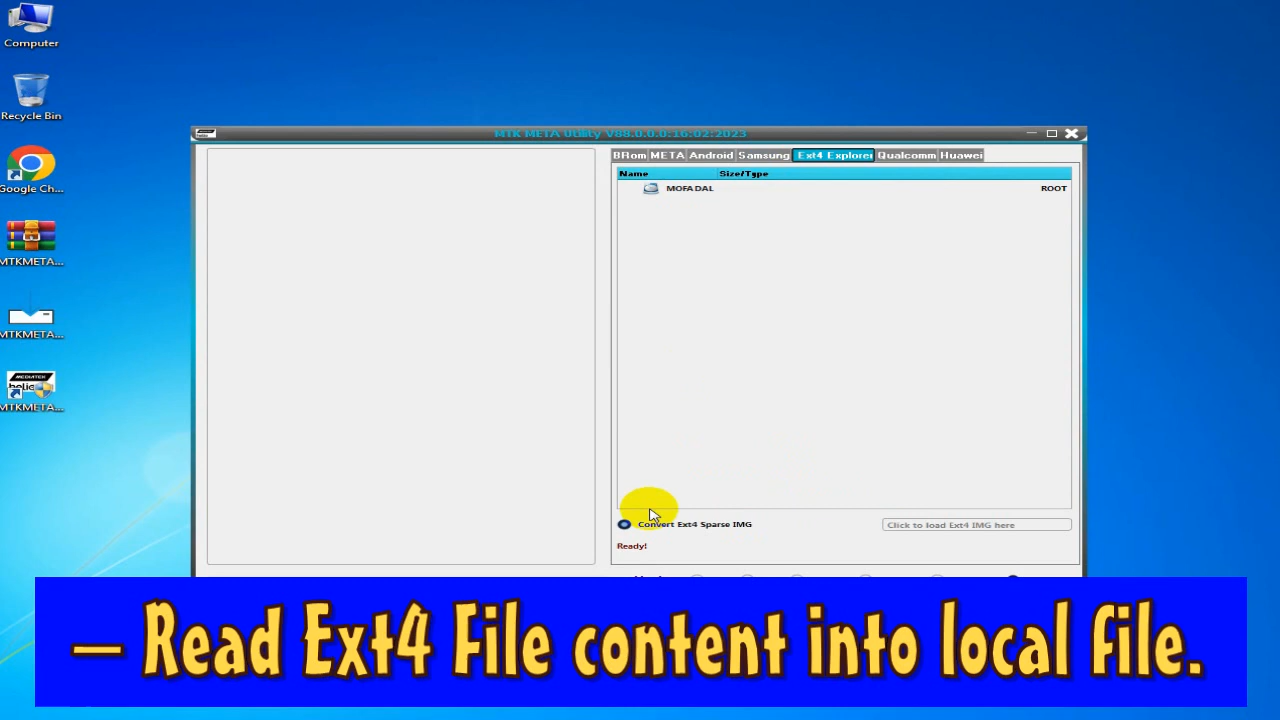 Computer
Recycle Bin
Google Ch...
MTKMETA...
MTKMETA...
MTKMETA...
MTK META Utility V88.0.0.0:16:02:2023
BRom META Android Samsung Ext4 Explorer Qualcomm Huawei
Name Size/Type
MOFADAL ROOT
Convert Ext4 Sparse IMG Click to load Ext4 IMG here
Ready!
– Read Ext4 File content into local file.